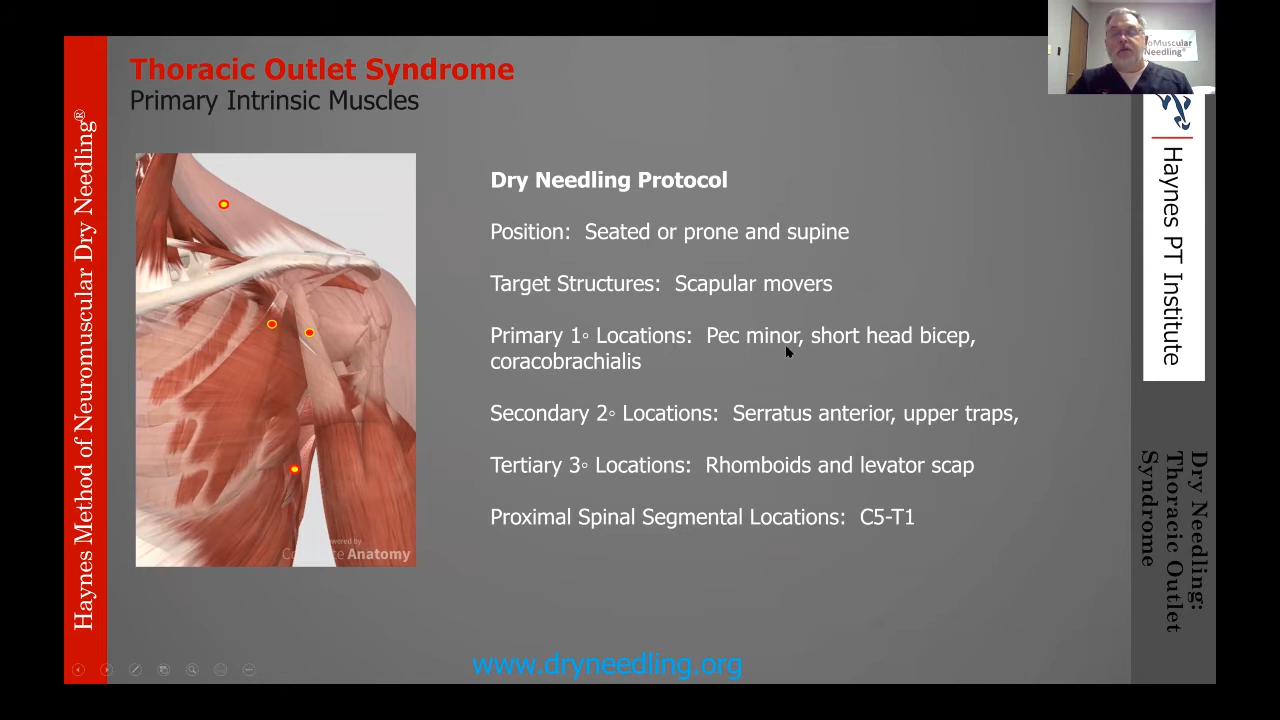 Thoracic Outlet Syndrome
Primary Intrinsic Muscles
Haynes Method of Neuromuscular Dry Needling®
Dry Needling Protocol
Position: Seated or prone and supine
Target Structures: Scapular movers
Primary 1◦ Locations: Pec minor, short head bicep,
coracobrachialis
Secondary 2◦ Locations: Serratus anterior, upper traps,
Tertiary 3◦ Locations: Rhomboids and levator scap
Proximal Spinal Segmental Locations: C5-T1
Anatomy
www.dryneedling.org
Muscular
Needling®
Haynes PT Institute
Dry Needling:
Thoracic Outlet
Syndrome